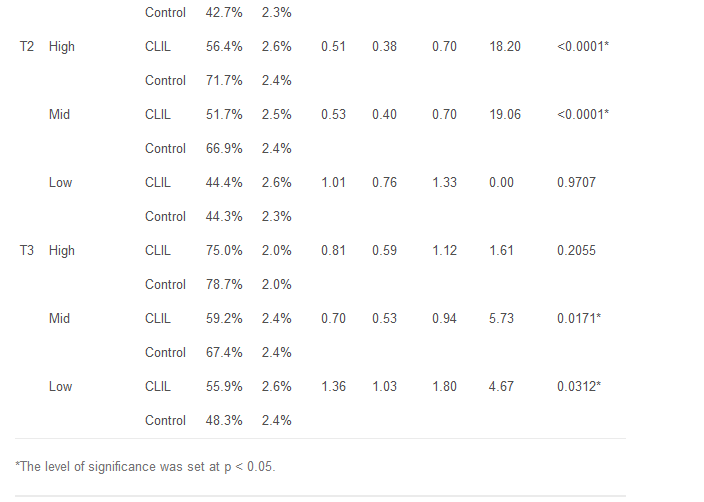 Control 42.7% 2.3%
T2 High CLIL 56.4% 2.6% 0.51 0.38 0.70 18.20 <0.0001*
Control 71.7% 2.4%
Mid CLIL 51.7% 2.5% 0.53 0.40 0.70 19.06 <0.0001*
Control 66.9% 2.4%
Low CLIL 44.4% 2.6% 1.01 0.76 1.33 0.00 0.9707
Control 44.3% 2.3%
T3 High CLIL 75.0% 2.0% 0.81 0.59 1.12 1.61 0.2055
Control 78.7% 2.0%
Mid CLIL 59.2% 2.4% 0.70 0.53 0.94 5.73 0.0171*
Control 67.4% 2.4%
Low CLIL 55.9% 2.6% 1.36 1.03 1.80 4.67 0.0312*
Control 48.3% 2.4%
*The level of significance was set at p < 0.05.